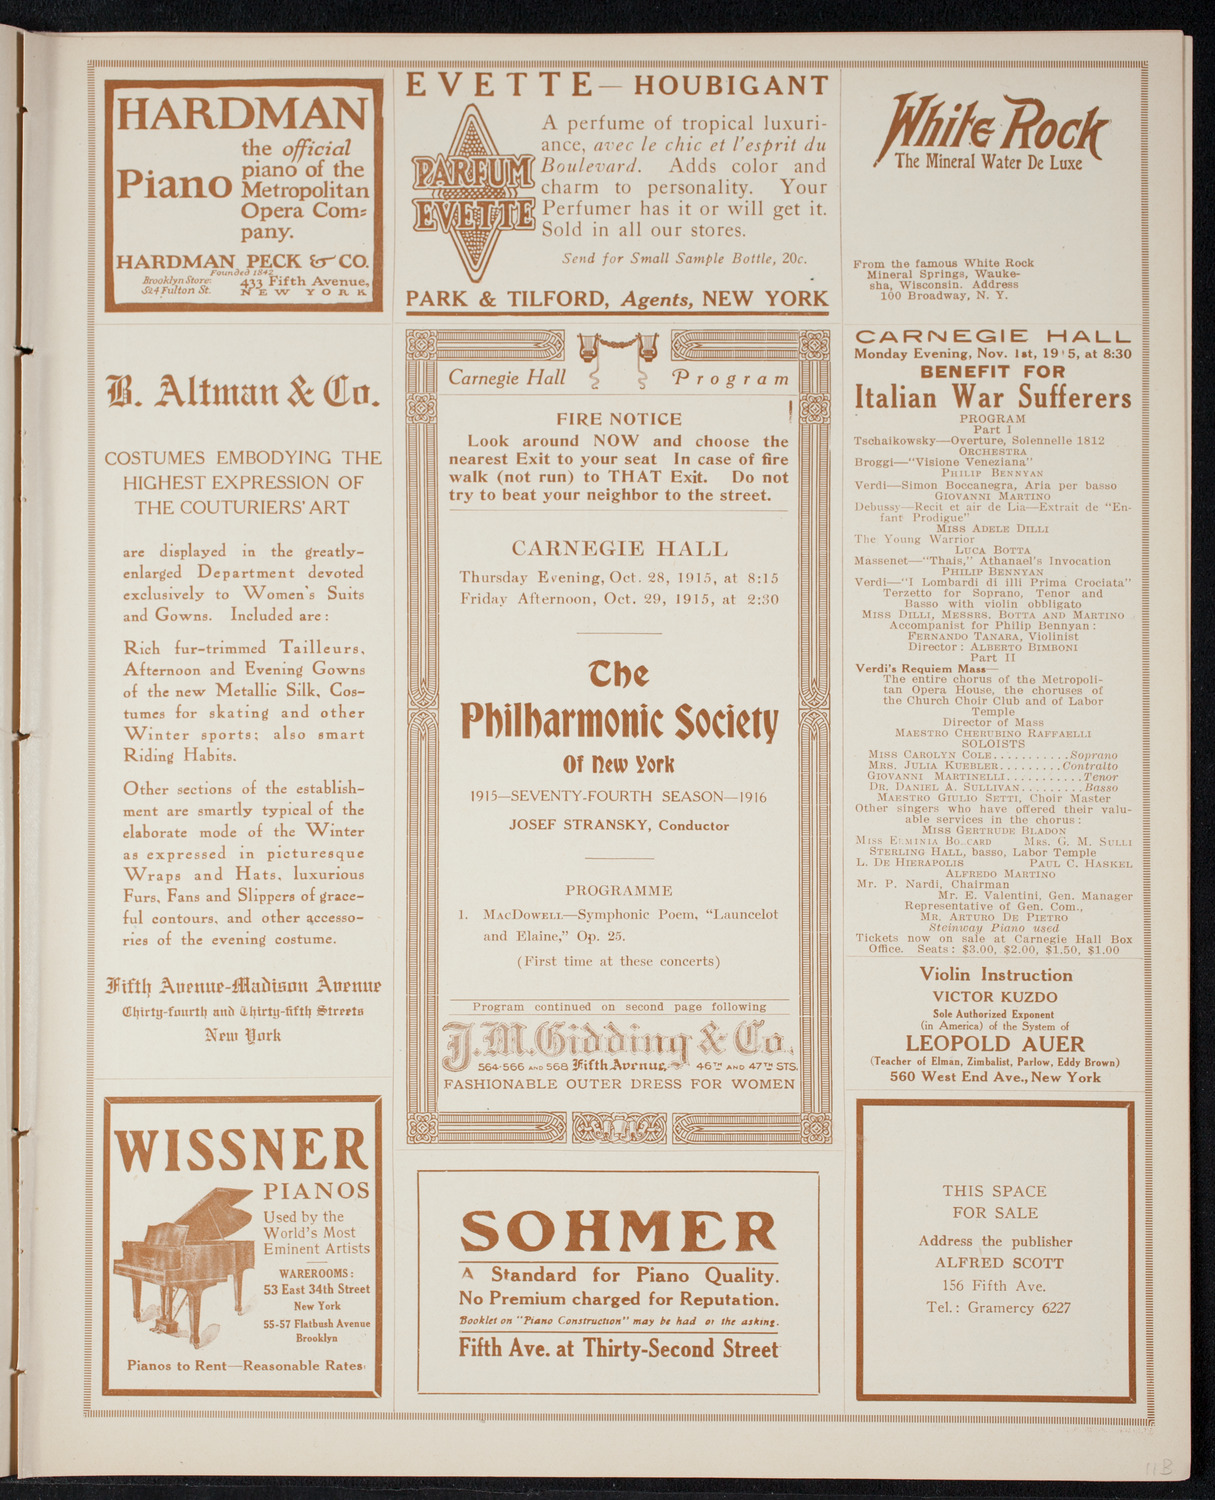 HARDMAN
Piano
the official
piano of the
Metropolitan
Opera Com=
pany.
HARDMAN PECK & CO.
Founded 1842
Brooklyn Store:
524 Fulton St.
433 Fifth Avenue,
NEW YORK
B. Altman & Co.
COSTUMES EMBODYING THE
HIGHEST EXPRESSION OF
THE COUTURIERS' ART
are displayed in the greatly-
enlarged Department devoted
exclusively to Women's Suits
and Gowns. Included are:
Rich fur-trimmed Tailleurs,
Afternoon and Evening Gowns
of the new Metallic Silk, Cos-
tumes for skating and other
Winter sports; also smart
Riding Habits.
Other sections of the establish-
ment are smartly typical of the
elaborate mode of the Winter
as expressed in picturesque
Wraps and Hats, luxurious
Furs, Fans and Slippers of grace-
ful contours, and other accesso-
ries of the evening costume.
Fifth Avenue-Madison Avenue
Thirty-fourth and Thirty-fifth Streets
New York
WISSNER
PIANOS
Used by the
World's Most
Eminent Artists
WAREROOMS:
53 East 34th Street
New York
55-57 Flatbush Avenue
Brooklyn
Pianos to Rent—Reasonable Rates
EVETTE—HOUBIGANT
PARFUM
EVETTE
A perfume of tropical luxuri-
ance, avec le chic et l'esprit du
Boulevard. Adds color and
charm to personality. Your
Perfumer has it or will get it.
Sold in all our stores.
Send for Small Sample Bottle, 20c.
PARK & TILFORD, Agents, NEW YORK
Carnegie Hall Program
FIRE NOTICE
Look around NOW and choose the
nearest Exit to your seat In case of fire
walk (not run) to THAT Exit. Do not
try to beat your neighbor to the street.
CARNEGIE HALL
Thursday Evening, Oct. 28, 1915, at 8:15
Friday Afternoon, Oct. 29, 1915, at 2:30
The
Philharmonic Society
Of New York
1915—SEVENTY-FOURTH SEASON—1916
JOSEF STRANSKY, Conductor
PROGRAMME
1. MACDOWELL—Symphonic Poem, "Launcelot
and Elaine," Op. 25.
(First time at these concerts)
Program continued on second page following
J.M. Gidding & Co.
564-566 AND 568 Fifth Avenue 46TH AND 47TH STS.
FASHIONABLE OUTER DRESS FOR WOMEN
SOHMER
A Standard for Piano Quality.
No Premium charged for Reputation.
Booklet on "Piano Construction" may be had or the asking.
Fifth Ave. at Thirty-Second Street
White Rock
The Mineral Water De Luxe
From the famous White Rock
Mineral Springs, Wauke-
sha, Wisconsin. Address
100 Broadway, N. Y.
CARNEGIE HALL
Monday Evening, Nov. 1st, 1915, at 8:30
BENEFIT FOR
Italian War Sufferers
PROGRAM
Part I
Tschaikowsky—Overture, Solennelle 1812
ORCHESTRA
Broggi—"Visione Veneziana"
PHILIP BENNYAN
Verdi—Simon Boccanegra, Aria per basso
GIOVANNI MARTINO
Debussy—Recit et air de Lia—Extrait de "En-
fant Prodigue"
MISS ADELE DILLI
The Young Warrior
LUCA BOTTA
Massenet—"Thais," Athanael's Invocation
PHILIP BENNYAN
Verdi—"I Lombardi di illi Prima Crociata"
Terzetto for Soprano, Tenor and
Basso with violin obbligato
MISS DILLI, MESSRS. BOTTA AND MARTINO
Accompanist for Philip Bennyan:
FERNANDO TANARA, Violinist
Director: ALBERTO BIMBONI
Part II
Verdi's Requiem Mass—
The entire chorus of the Metropoli-
tan Opera House, the choruses of
the Church Choir Club and of Labor
Temple
Director of Mass
MAESTRO CHERUBINO RAFFAELLI
SOLOISTS
MISS CAROLYN COLE...........Soprano
MRS. JULIA KUEBLER.........Contralto
GIOVANNI MARTINELLI............Tenor
DR. DANIEL A. SULLIVAN.........Basso
MAESTRO GIULIO SETTI, Choir Master
Other singers who have offered their valu-
able services in the chorus:
MISS GERTRUDE BLADON
MISS MRS. G. M. SULLI
STERLING HALL, basso, Labor Temple
L. DE HIERAPOLIS PAUL C. HASKEL
ALFREDO MARTINO
Mr. P. Nardi, Chairman
Mr. E. Valentini, Gen. Manager
Representative of Gen. Com.,
MR. ARTURO DE PIETRO
Steinway Piano used
Tickets now on sale at Carnegie Hall Box
Office. Seats: $3.00, $2.00, $1.50, $1.00
Violin Instruction
VICTOR KUZDO
Sole Authorized Exponent
(in America) of the System of
LEOPOLD AUER
(Teacher of Elman, Zimbalist, Parlow, Eddy Brown)
560 West End Ave., New York
THIS SPACE
FOR SALE
Address the publisher
ALFRED SCOTT
156 Fifth Ave.
Tel.: Gramercy 6227